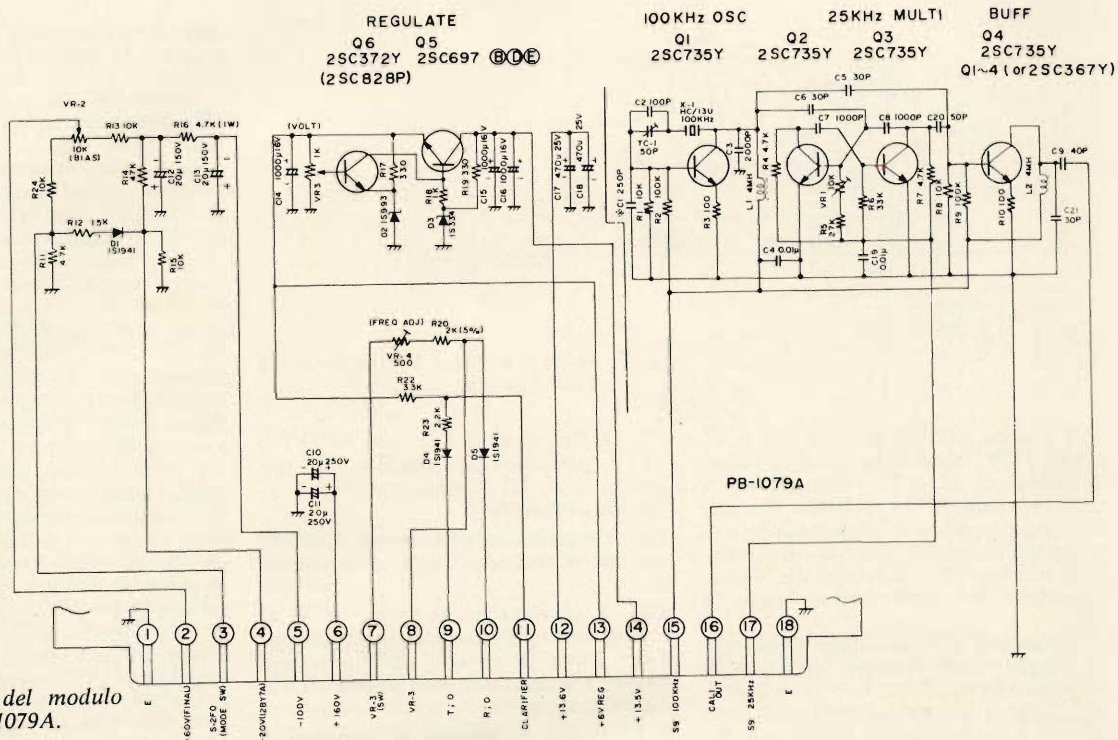 REGULATE
Q6 Q5
2SC372Y 2SC697 Ⓑ Ⓓ Ⓔ
(2SC828P)
100KHz OSC
Q1
2SC735Y
25KHz MULTI
Q2 Q3
2SC735Y 2SC735Y
BUFF
Q4
2SC735Y
Q1~4 (or 2SC367Y)
VR-2
10K
(BIAS)
R13 10K
R16 4.7K (1W)
R14
47K
C12
20μ 150V
C13
20μ 150V
10K
R12 15K
D1
1S1941
R11
4.7K
R15
10K
(VOLT)
C14 1000μ16V
VR3 1K
R17
330
D2 1S993
R18
1K
D3
1S334
R19 330
C15 1000μ16V
C16 1000μ16V
C17 470μ 25V
C18 470μ 25V
C2 100P
TC-1
50P
X-1
HC/13U
100KHz
C3
2000P
C1 250P
R1 10K
R2 100K
R3 100
L1 4MH
C5 30P
C6 30P
C7 1000P
C8 1000P
C20 50P
R4 4.7K
VR1 10K
R5
27K
R6
33K
R7 4.7K
R8 10K
R9 100K
R10 100
L2 4MH
C9 40P
C21
30P
C4 0.01μ
C19
0.01μ
(FREQ ADJ)
VR-4
500
R20
2K(5%)
R22
3.3K
R23
2.2K
D4
1S1941
D5
1S1941
C10
20μ 250V
C11
20μ
250V
PB-1079A
1 2 3 4 5 6 7 8 9 10 11 12 13 14 15 16 17 18
E
-60V(FINAL)
(MODE SW)
-20V(12BY7A)
-100V
+160V
VR-3
(SW)
VR-3
T; O
R; O
CLARIFIER
+13.6V
+6V REG
+13.5V
S9 100KHz
CALI
OUT
S9 25KHz
E
del modulo
1079A.